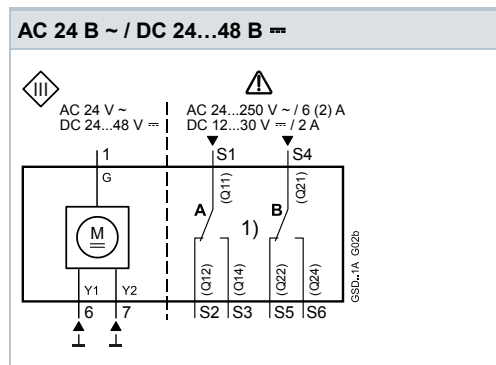 AC 24 В ~ / DC 24...48 В ⎓
III
AC 24 V ~
DC 24...48 V ⎓
AC 24...250 V ~ / 6 (2) A
DC 12...30 V ⎓ / 2 A
1
S1
S4
G
(Q11)
(Q21)
A
B
1)
M
Y1
Y2
(Q12)
(Q14)
(Q22)
(Q24)
6
7
S2
S3
S5
S6
GSD..1A G02b